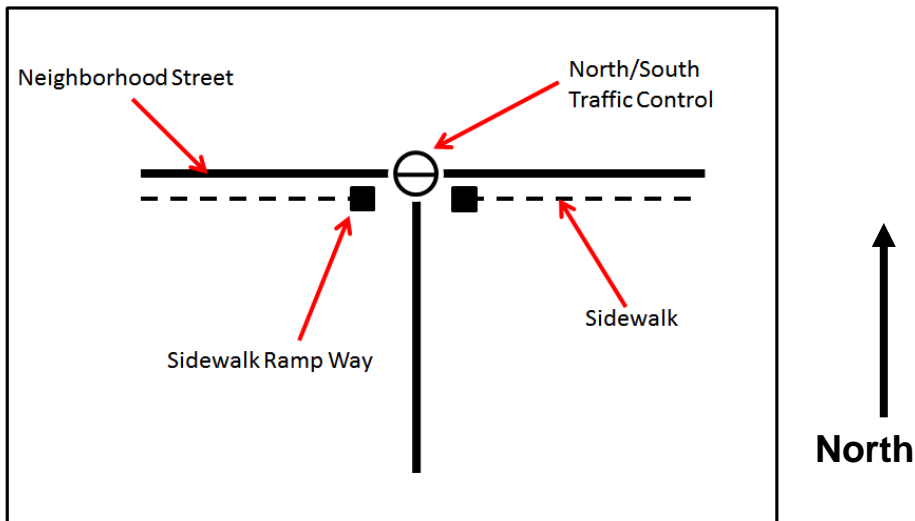 Neighborhood Street
North/South
Traffic Control
Sidewalk
Sidewalk Ramp Way
North